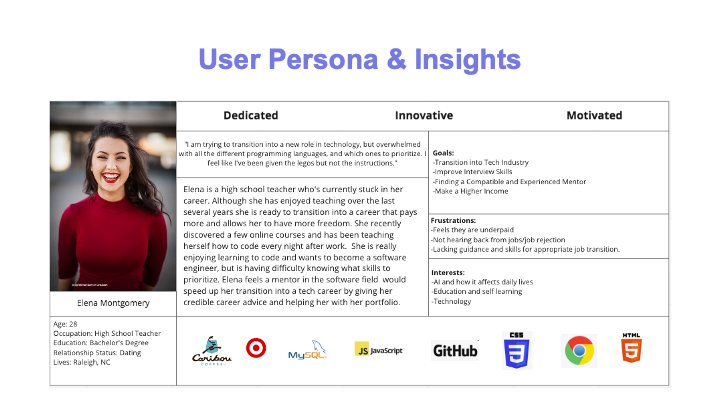 User Persona & Insights
Dedicated
Innovative
Motivated
"I am trying to transition into a new role in technology, but overwhelmed
with all the different programming languages, and which ones to prioritize. I
feel like I've been given the legos but not the instructions."
Elena is a high school teacher who's currently stuck in her
career. Although she has enjoyed teaching over the last
several years she is ready to transition into a career that pays
more and allows her to have more freedom. She recently
discovered a few online courses and has been teaching
herself how to code every night after work. She is really
enjoying learning to code and wants to become a software
engineer, but is having difficulty knowing what skills to
prioritize. Elena feels a mentor in the software field would
speed up her transition into a tech career by giving her
credible career advice and helping her with her portfolio.
Goals:
-Transition into Tech Industry
-Improve Interview Skills
-Finding a Compatible and Experienced Mentor
-Make a Higher Income
Frustrations:
-Feels they are underpaid
-Not hearing back from jobs/job rejection
-Lacking guidance and skills for appropriate job transition.
Interests:
-AI and how it affects daily lives
-Education and self learning
-Technology
Elena Montgomery
Age: 28
Occupation: High School Teacher
Education: Bachelor's Degree
Relationship Status: Dating
Lives: Raleigh, NC
Caribou
COFFEE
MySQL
JS JavaScript
GitHub
CSS
3
HTML
5